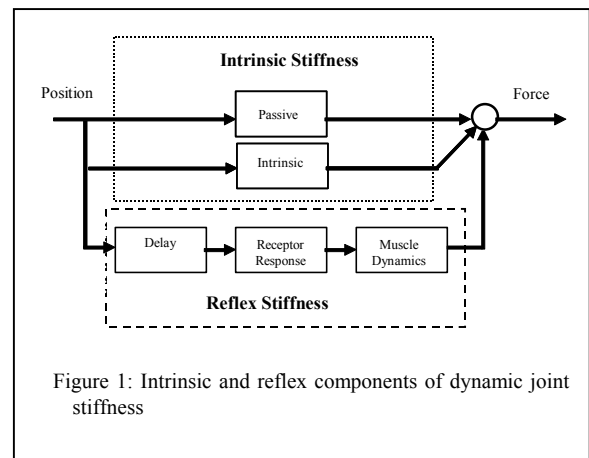 Intrinsic Stiffness
Position
Force
Passive
Intrinsic
Delay
Receptor
Response
Muscle
Dynamics
Reflex Stiffness
Figure 1: Intrinsic and reflex components of dynamic joint
stiffness